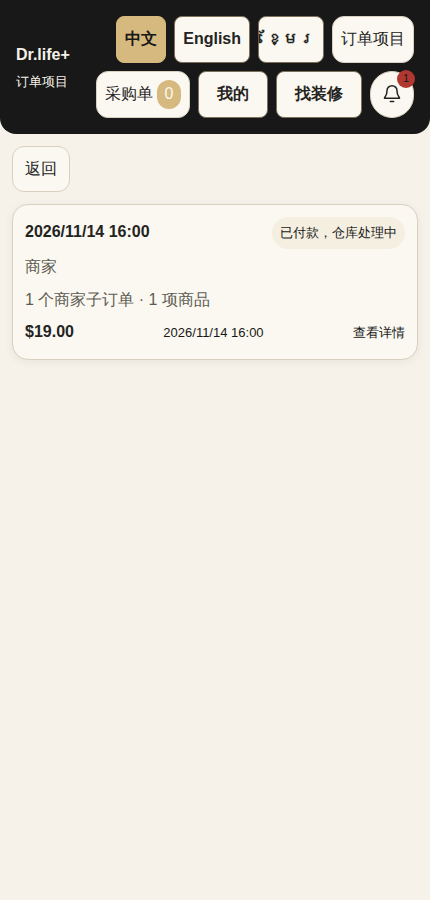 Dr.life+
订单项目
中文
English
ខ្មែរ
订单项目
采购单 0
我的
找装修
1
返回
2026/11/14 16:00
已付款，仓库处理中
商家
1 个商家子订单 · 1 项商品
$19.00
2026/11/14 16:00
查看详情